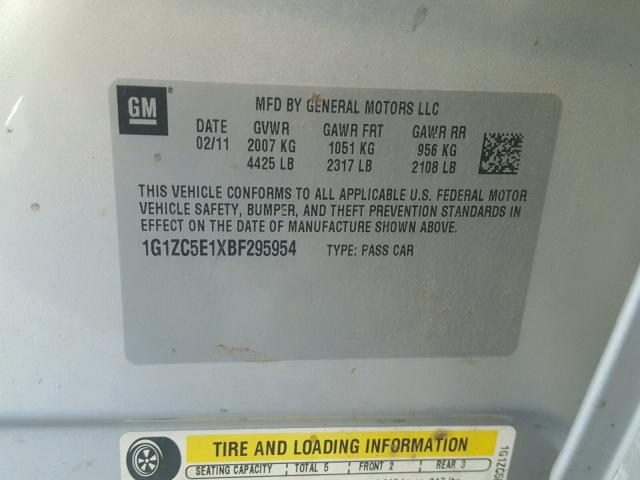 GM
MFD BY GENERAL MOTORS LLC
DATE GVWR GAWR FRT GAWR RR
02/11 2007 KG 1051 KG 956 KG
4425 LB 2317 LB 2108 LB
THIS VEHICLE CONFORMS TO ALL APPLICABLE U.S. FEDERAL MOTOR
VEHICLE SAFETY, BUMPER, AND THEFT PREVENTION STANDARDS IN
EFFECT ON THE DATE OF MANUFACTURE SHOWN ABOVE.
1G1ZC5E1XBF295954 TYPE: PASS CAR
TIRE AND LOADING INFORMATION
SEATING CAPACITY TOTAL 5 FRONT 2 REAR 3